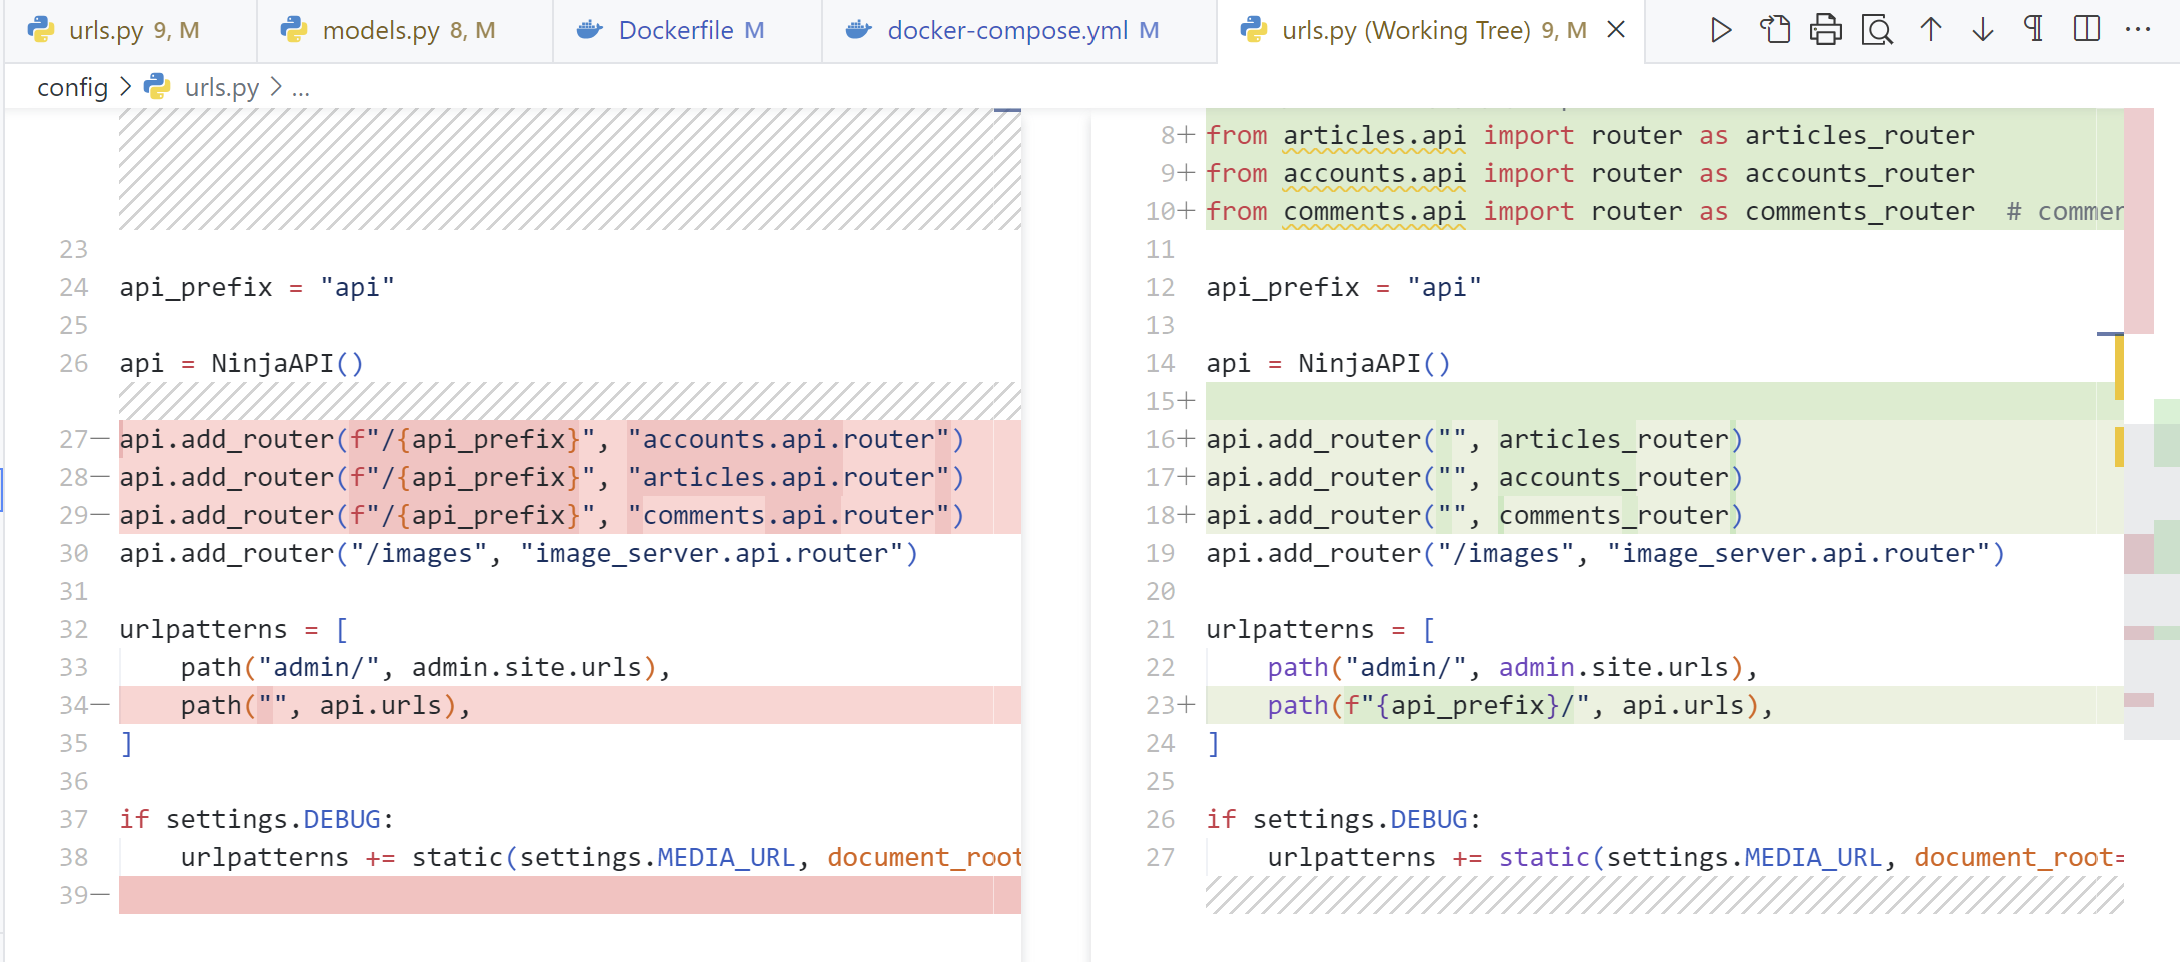 urls.py 9, M
models.py 8, M
Dockerfile M
docker-compose.yml M
urls.py (Working Tree) 9, M
config > urls.py > ...
23
24 api_prefix = "api"
25
26 api = NinjaAPI()
27— api.add_router(f"/{api_prefix}", "accounts.api.router")
28— api.add_router(f"/{api_prefix}", "articles.api.router")
29— api.add_router(f"/{api_prefix}", "comments.api.router")
30 api.add_router("/images", "image_server.api.router")
31
32 urlpatterns = [
33     path("admin/", admin.site.urls),
34—     path("", api.urls),
35 ]
36
37 if settings.DEBUG:
38     urlpatterns += static(settings.MEDIA_URL, document_root
39—
8+ from articles.api import router as articles_router
9+ from accounts.api import router as accounts_router
10+ from comments.api import router as comments_router  # commer
11
12 api_prefix = "api"
13
14 api = NinjaAPI()
15+
16+ api.add_router("", articles_router)
17+ api.add_router("", accounts_router)
18+ api.add_router("", comments_router)
19 api.add_router("/images", "image_server.api.router")
20
21 urlpatterns = [
22     path("admin/", admin.site.urls),
23+     path(f"{api_prefix}/", api.urls),
24 ]
25
26 if settings.DEBUG:
27     urlpatterns += static(settings.MEDIA_URL, document_root=